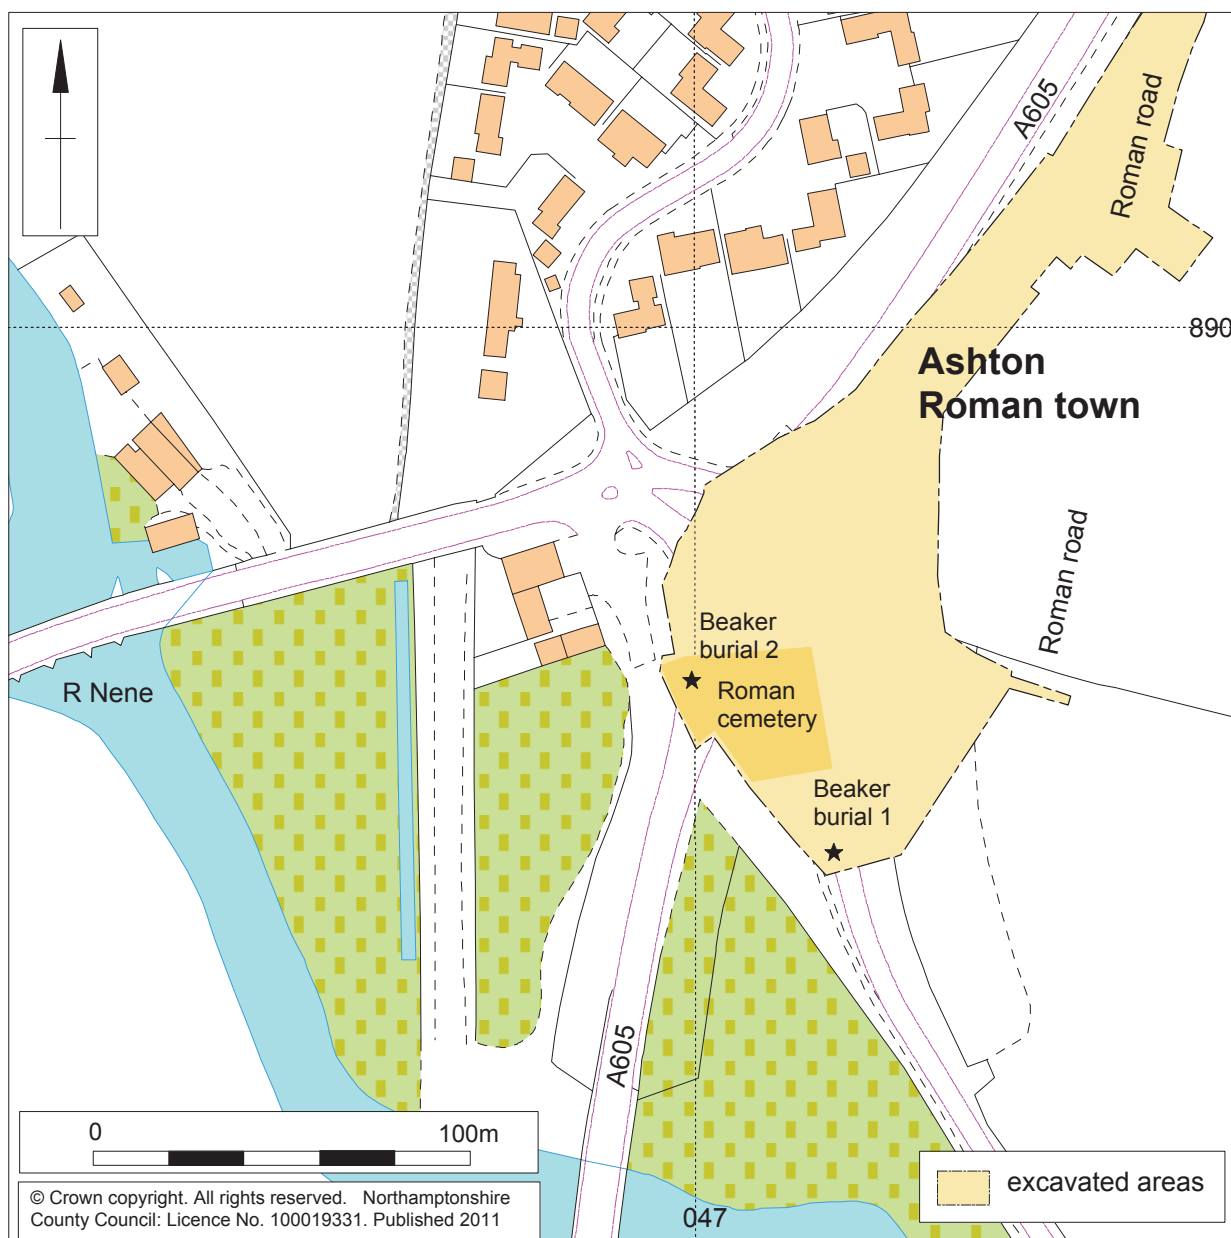 A605
Roman road
890
Ashton
Roman town
Roman road
Beaker
burial 2
R Nene
Roman
cemetery
Beaker
burial 1
A605
0 100m
excavated areas
© Crown copyright. All rights reserved. Northamptonshire
County Council: Licence No. 100019331. Published 2011
047